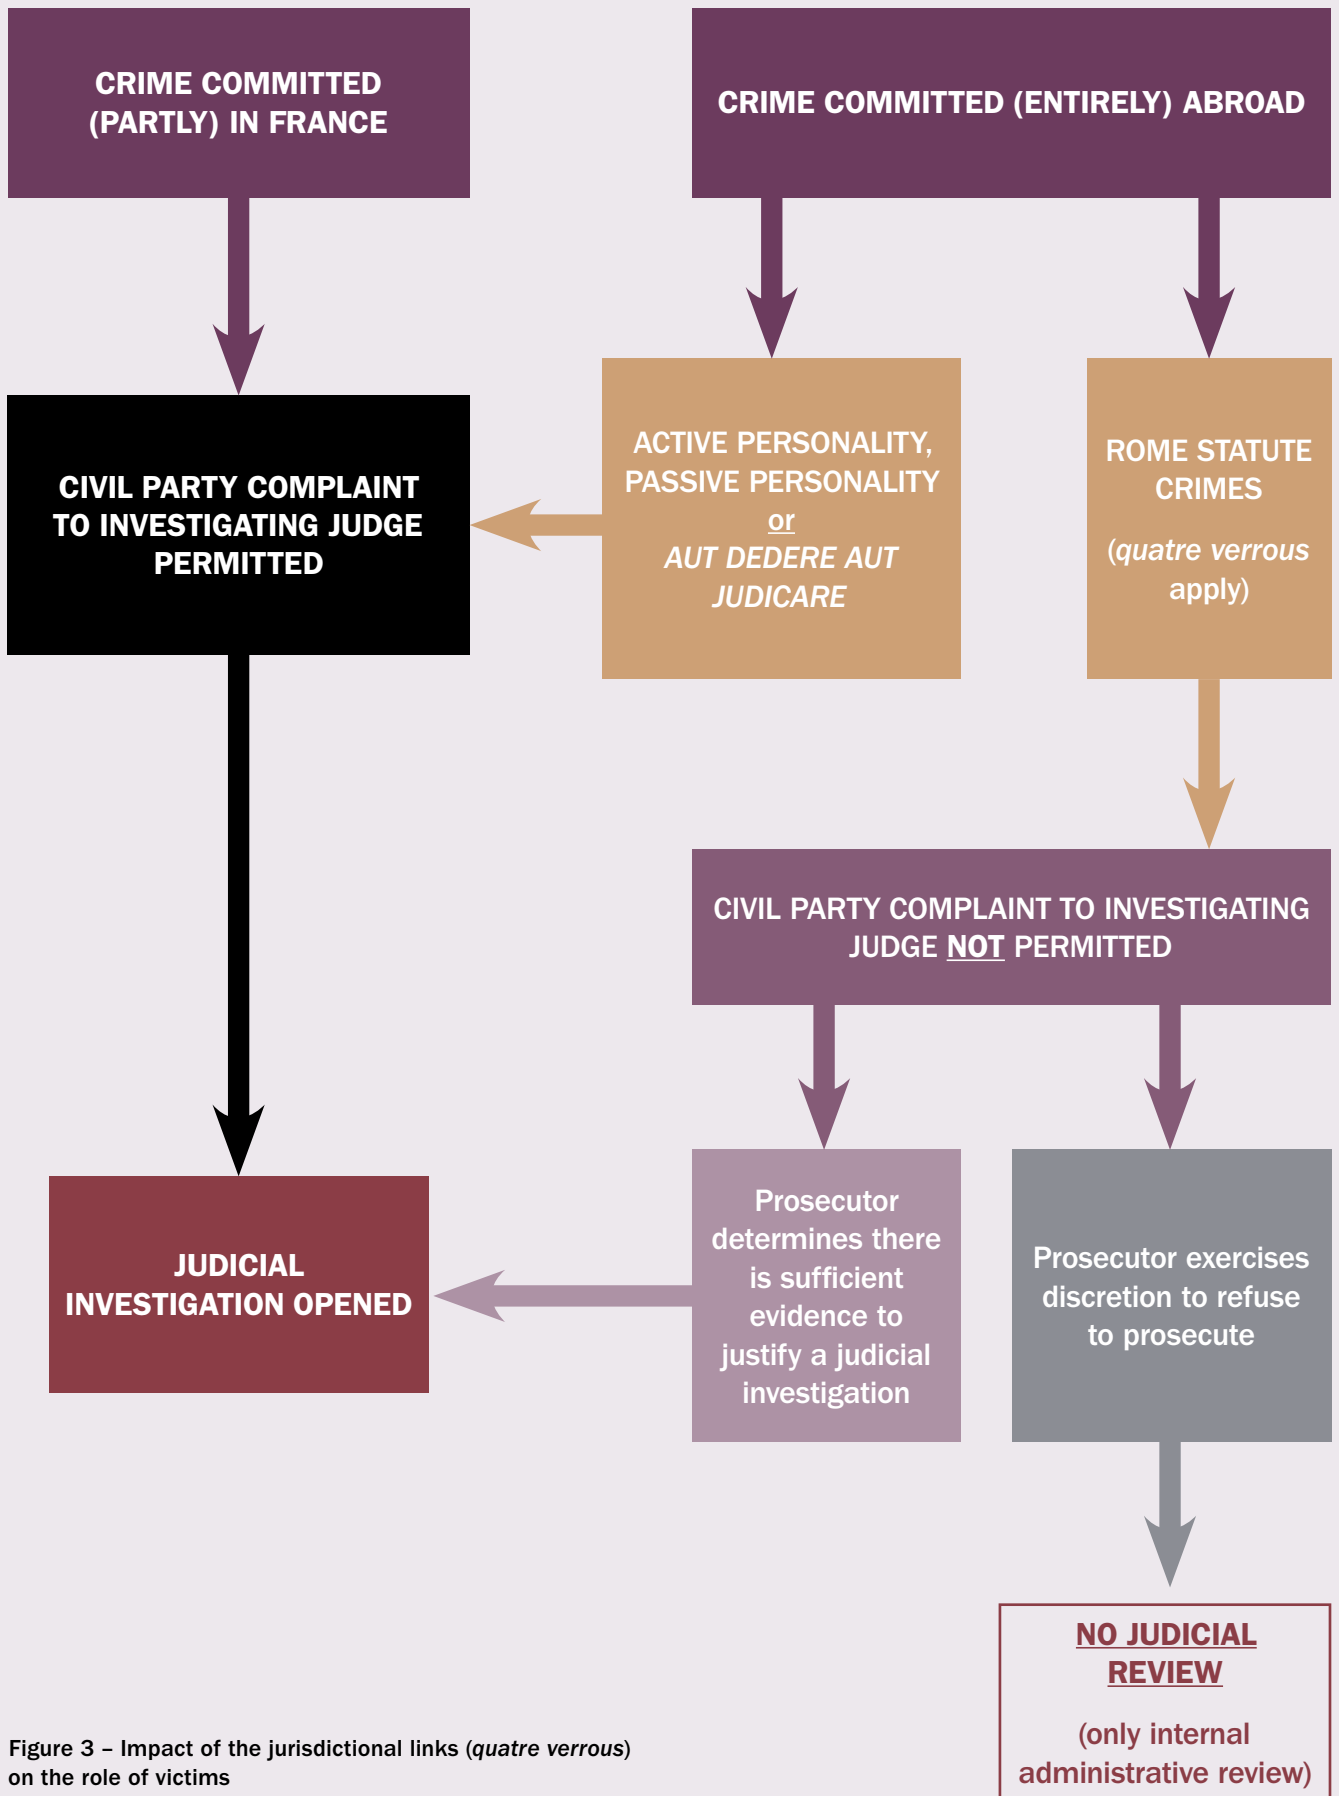 CRIME COMMITTED
(PARTLY) IN FRANCE
CRIME COMMITTED (ENTIRELY) ABROAD
CIVIL PARTY COMPLAINT
TO INVESTIGATING JUDGE
PERMITTED
ACTIVE PERSONALITY,
PASSIVE PERSONALITY
or
AUT DEDERE AUT
JUDICARE
ROME STATUTE
CRIMES
(quatre verrous
apply)
CIVIL PARTY COMPLAINT TO INVESTIGATING
JUDGE NOT PERMITTED
JUDICIAL
INVESTIGATION OPENED
Prosecutor
determines there
is sufficient
evidence to
justify a judicial
investigation
Prosecutor exercises
discretion to refuse
to prosecute
NO JUDICIAL
REVIEW
(only internal
administrative review)
Figure 3 – Impact of the jurisdictional links (quatre verrous)
on the role of victims